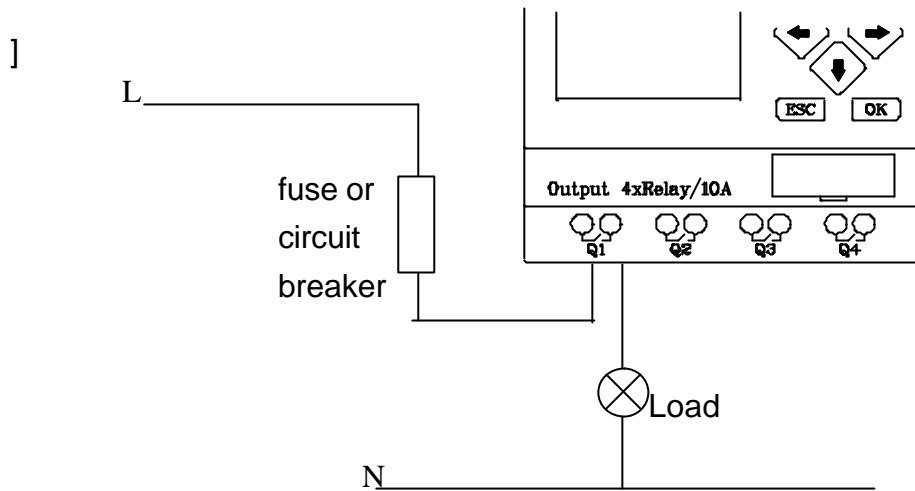 ]
L
ESC OK
fuse or
circuit
breaker
Output 4xRelay/10A
Q1 Q2 Q3 Q4
Load
N